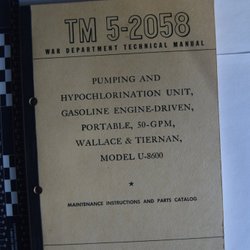 TM 5-2058
WAR DEPARTMENT TECHNICAL MANUAL
PUMPING AND
HYPOCHLORINATION UNIT,
GASOLINE ENGINE-DRIVEN,
PORTABLE, 50-GPM,
WALLACE & TIERNAN,
MODEL U-8600
MAINTENANCE INSTRUCTIONS AND PARTS CATALOG